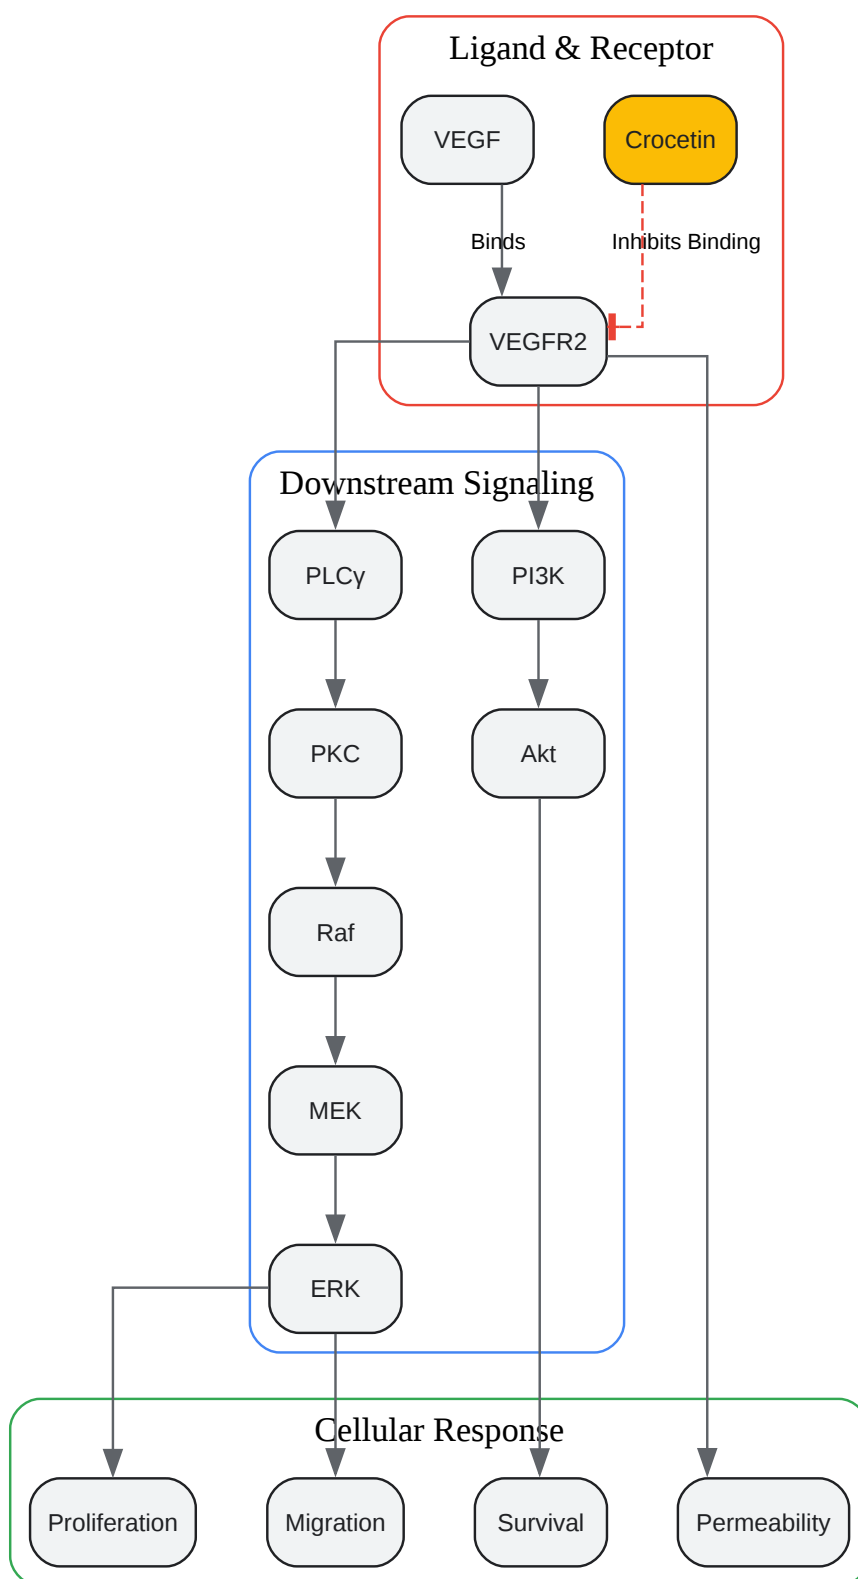 Ligand & Receptor
VEGF
Crocetin
Binds
Inhibits Binding
VEGFR2
Downstream Signaling
PLCγ
PI3K
PKC
Akt
Raf
MEK
ERK
Cellular Response
Proliferation
Migration
Survival
Permeability